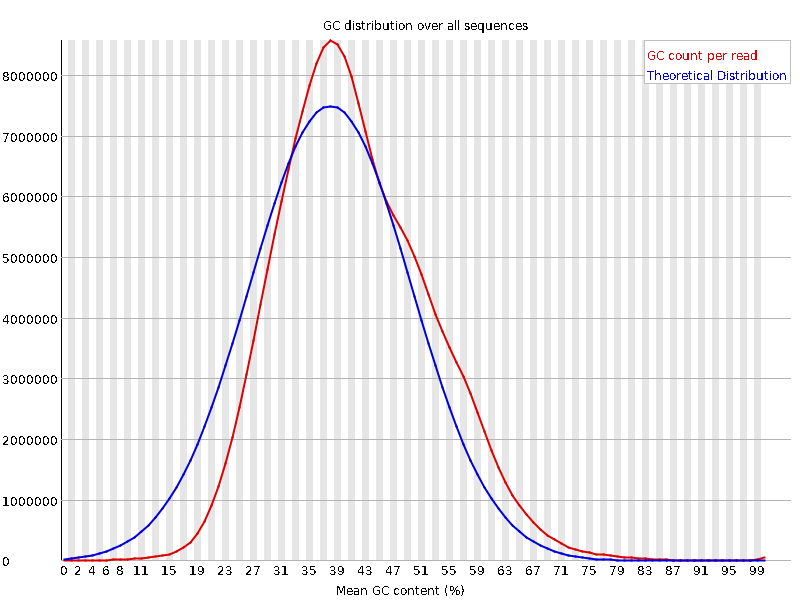 GC distribution over all sequences
GC count per read
Theoretical Distribution
8000000
7000000
6000000
5000000
4000000
3000000
2000000
1000000
0
0 2 4 6 8 11 15 19 23 27 31 35 39 43 47 51 55 59 63 67 71 75 79 83 87 91 95 99
Mean GC content (%)